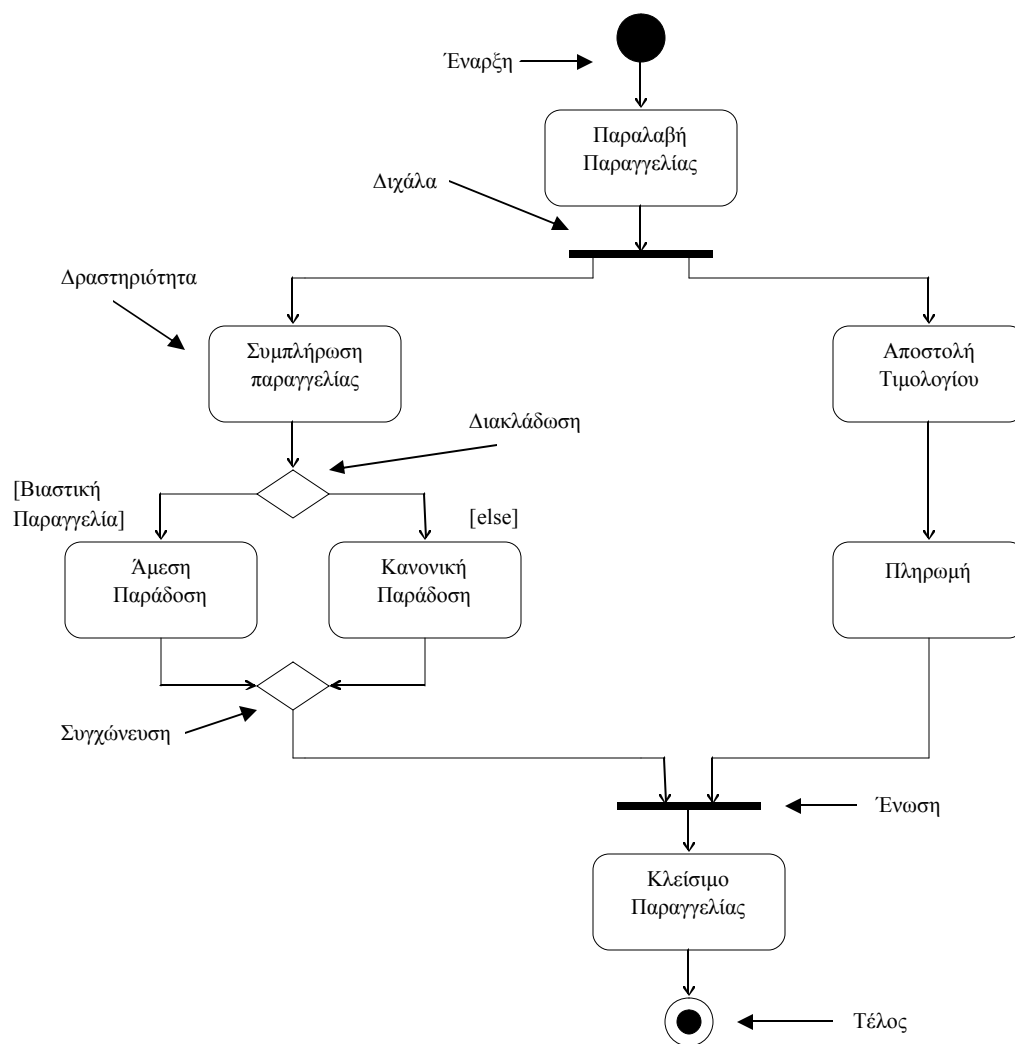 Έναρξη
Παραλαβή
Παραγγελίας
Διχάλα
Δραστηριότητα
Συμπλήρωση
παραγγελίας
Αποστολή
Τιμολογίου
Διακλάδωση
[Βιαστική
Παραγγελία]
[else]
Άμεση
Παράδοση
Κανονική
Παράδοση
Πληρωμή
Συγχώνευση
Ένωση
Κλείσιμο
Παραγγελίας
Τέλος